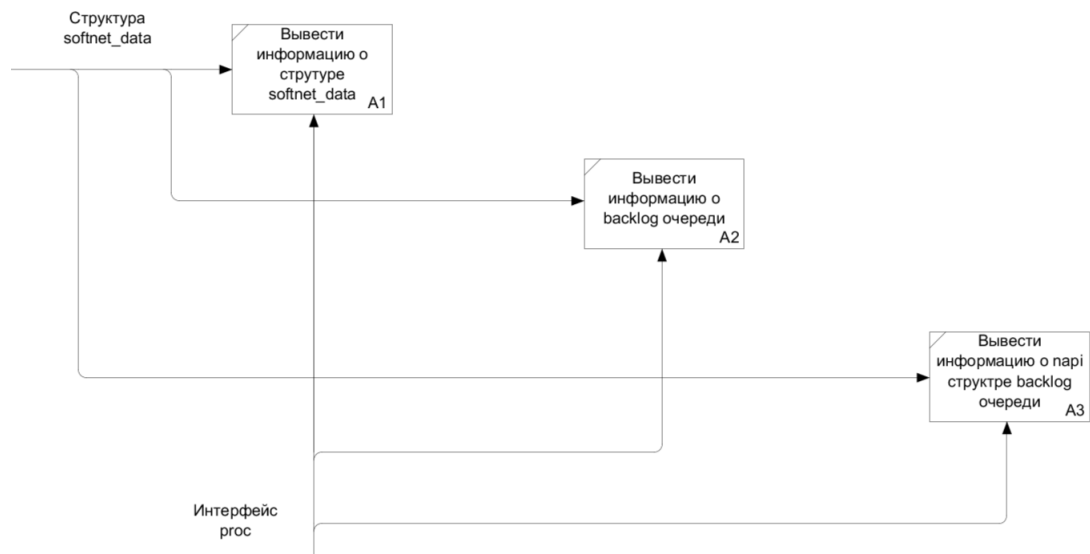 Структура
softnet_data
Вывести
информацию о
струтуре
softnet_data
A1
Вывести
информацию о
backlog очереди
A2
Вывести
информацию о napi
структре backlog
очереди
A3
Интерфейс
proc